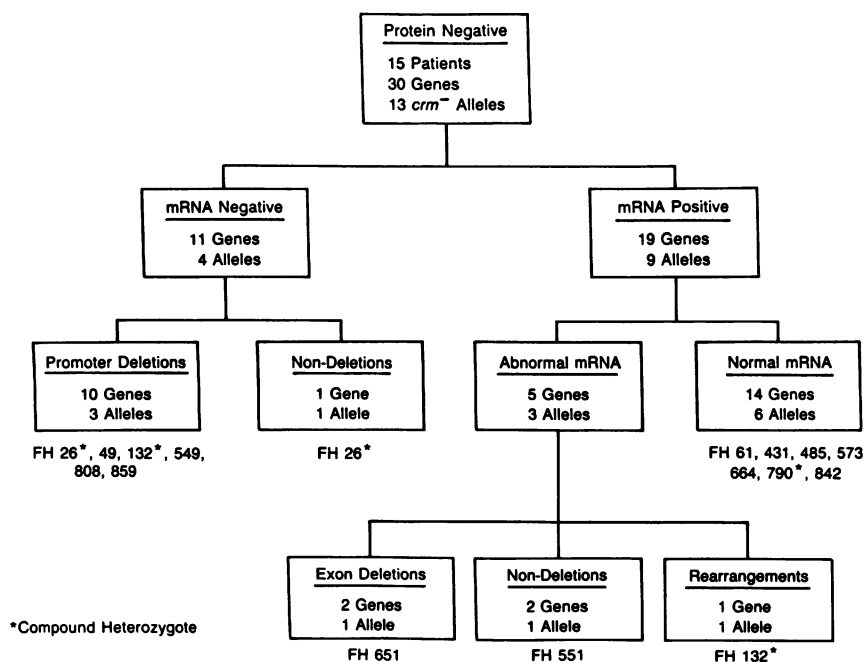 Protein Negative
15 Patients
30 Genes
13 crm⁻ Alleles
mRNA Negative
11 Genes
4 Alleles
mRNA Positive
19 Genes
9 Alleles
Promoter Deletions
10 Genes
3 Alleles
Non-Deletions
1 Gene
1 Allele
Abnormal mRNA
5 Genes
3 Alleles
Normal mRNA
14 Genes
6 Alleles
FH 26*, 49, 132*, 549,
808, 859
FH 26*
FH 61, 431, 485, 573
664, 790*, 842
Exon Deletions
2 Genes
1 Allele
Non-Deletions
2 Genes
1 Allele
Rearrangements
1 Gene
1 Allele
*Compound Heterozygote
FH 651
FH 551
FH 132*